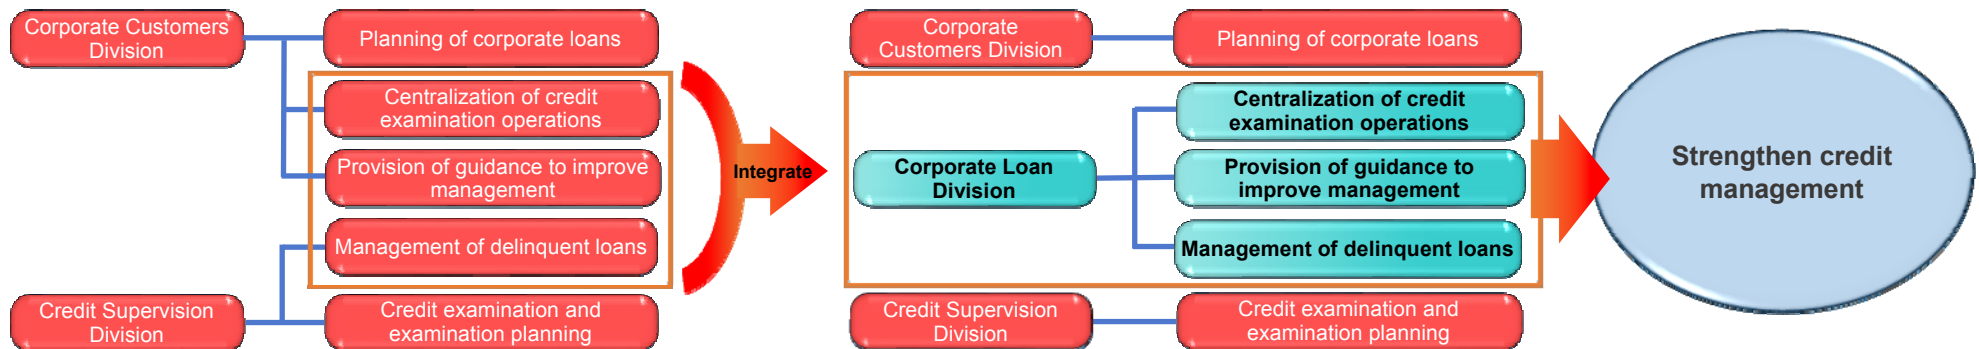 Corporate Customers
Division
Planning of corporate loans
Centralization of credit
examination operations
Provision of guidance to improve
management
Management of delinquent loans
Credit Supervision
Division
Credit examination and
examination planning
Integrate
Corporate
Customers Division
Planning of corporate loans
Corporate Loan
Division
Centralization of credit
examination operations
Provision of guidance to
improve management
Management of delinquent loans
Credit Supervision
Division
Credit examination and
examination planning
Strengthen credit
management